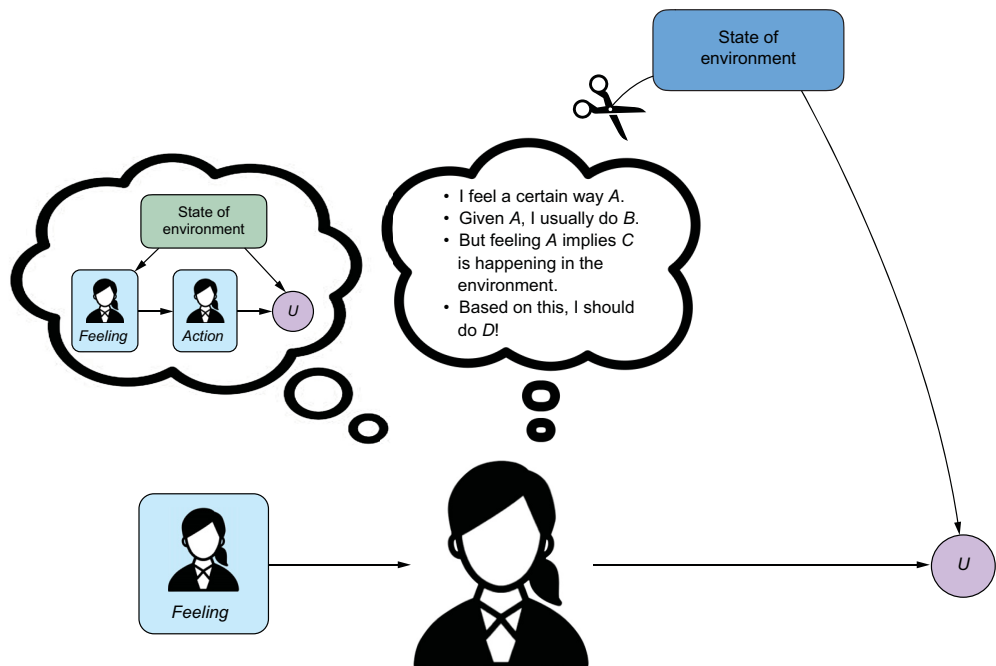 State of
environment
State of
environment
Feeling
Action
U
• I feel a certain way A.
• Given A, I usually do B.
• But feeling A implies C
is happening in the
environment.
• Based on this, I should
do D!
Feeling
U